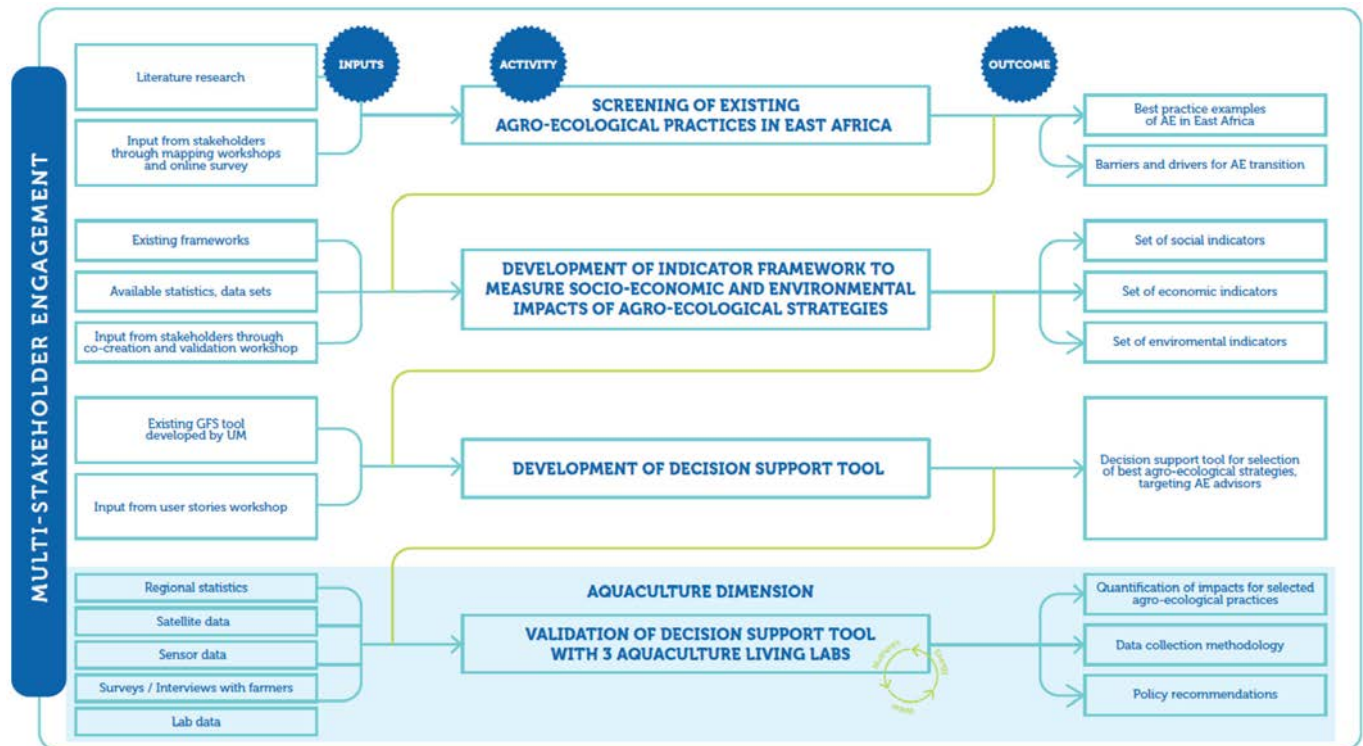 MULTI-STAKEHOLDER ENGAGEMENT
INPUTS
ACTIVITY
OUTCOME
Literature research
Input from stakeholders
through mapping workshops
and online survey
SCREENING OF EXISTING
AGRO-ECOLOGICAL PRACTICES IN EAST AFRICA
Best practice examples
of AE in East Africa
Barriers and drivers for AE transition
Existing frameworks
Available statistics, data sets
Input from stakeholders through
co-creation and validation workshop
DEVELOPMENT OF INDICATOR FRAMEWORK TO
MEASURE SOCIO-ECONOMIC AND ENVIRONMENTAL
IMPACTS OF AGRO-ECOLOGICAL STRATEGIES
Set of social indicators
Set of economic indicators
Set of enviromental indicators
Existing GFS tool
developed by UM
Input from user stories workshop
DEVELOPMENT OF DECISION SUPPORT TOOL
Decision support tool for selection
of best agro-ecological strategies,
targeting AE advisors
Regional statistics
Satellite data
Sensor data
Surveys / Interviews with farmers
Lab data
AQUACULTURE DIMENSION
VALIDATION OF DECISION SUPPORT TOOL
WITH 3 AQUACULTURE LIVING LABS
Nutrients
Energy
Water
Quantification of impacts for selected
agro-ecological practices
Data collection methodology
Policy recommendations